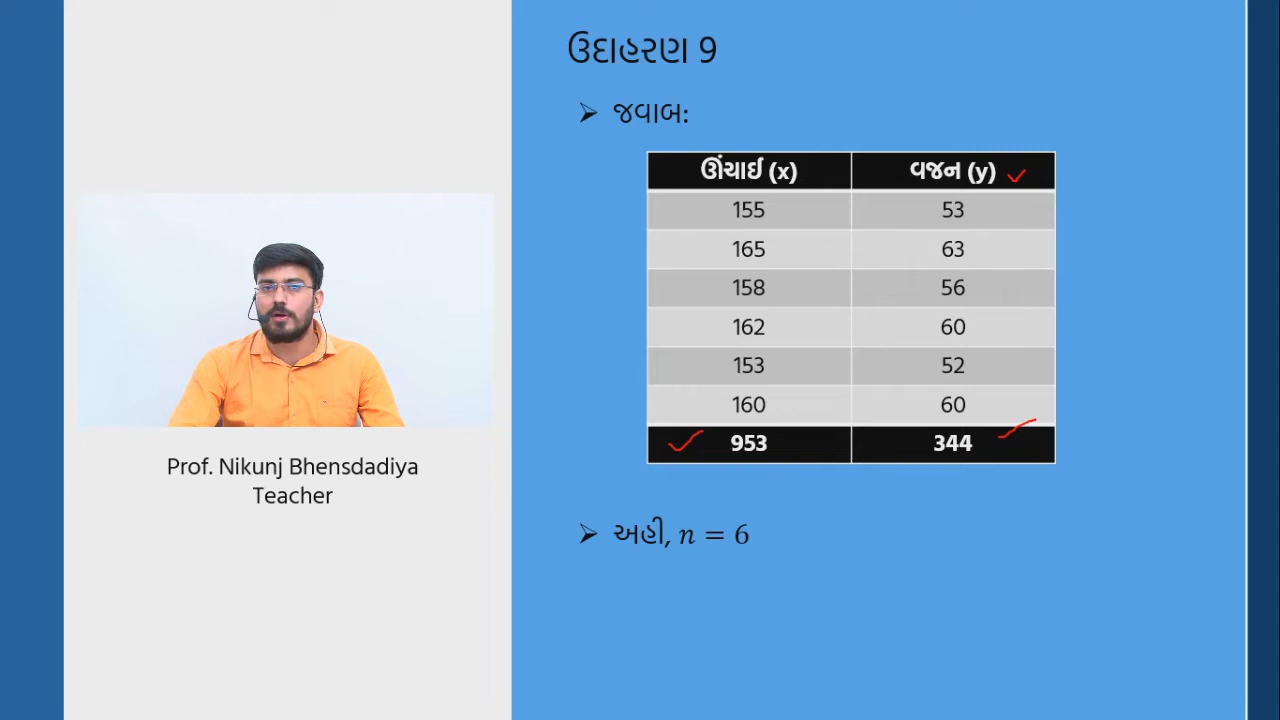 ઉદાહરણ 9
➢ જવાબ:
ઊંચાઈ (x) વજન (y)
155 53
165 63
158 56
162 60
153 52
160 60
953 344
➢ અહી, n = 6
Prof. Nikunj Bhensdadiya
Teacher